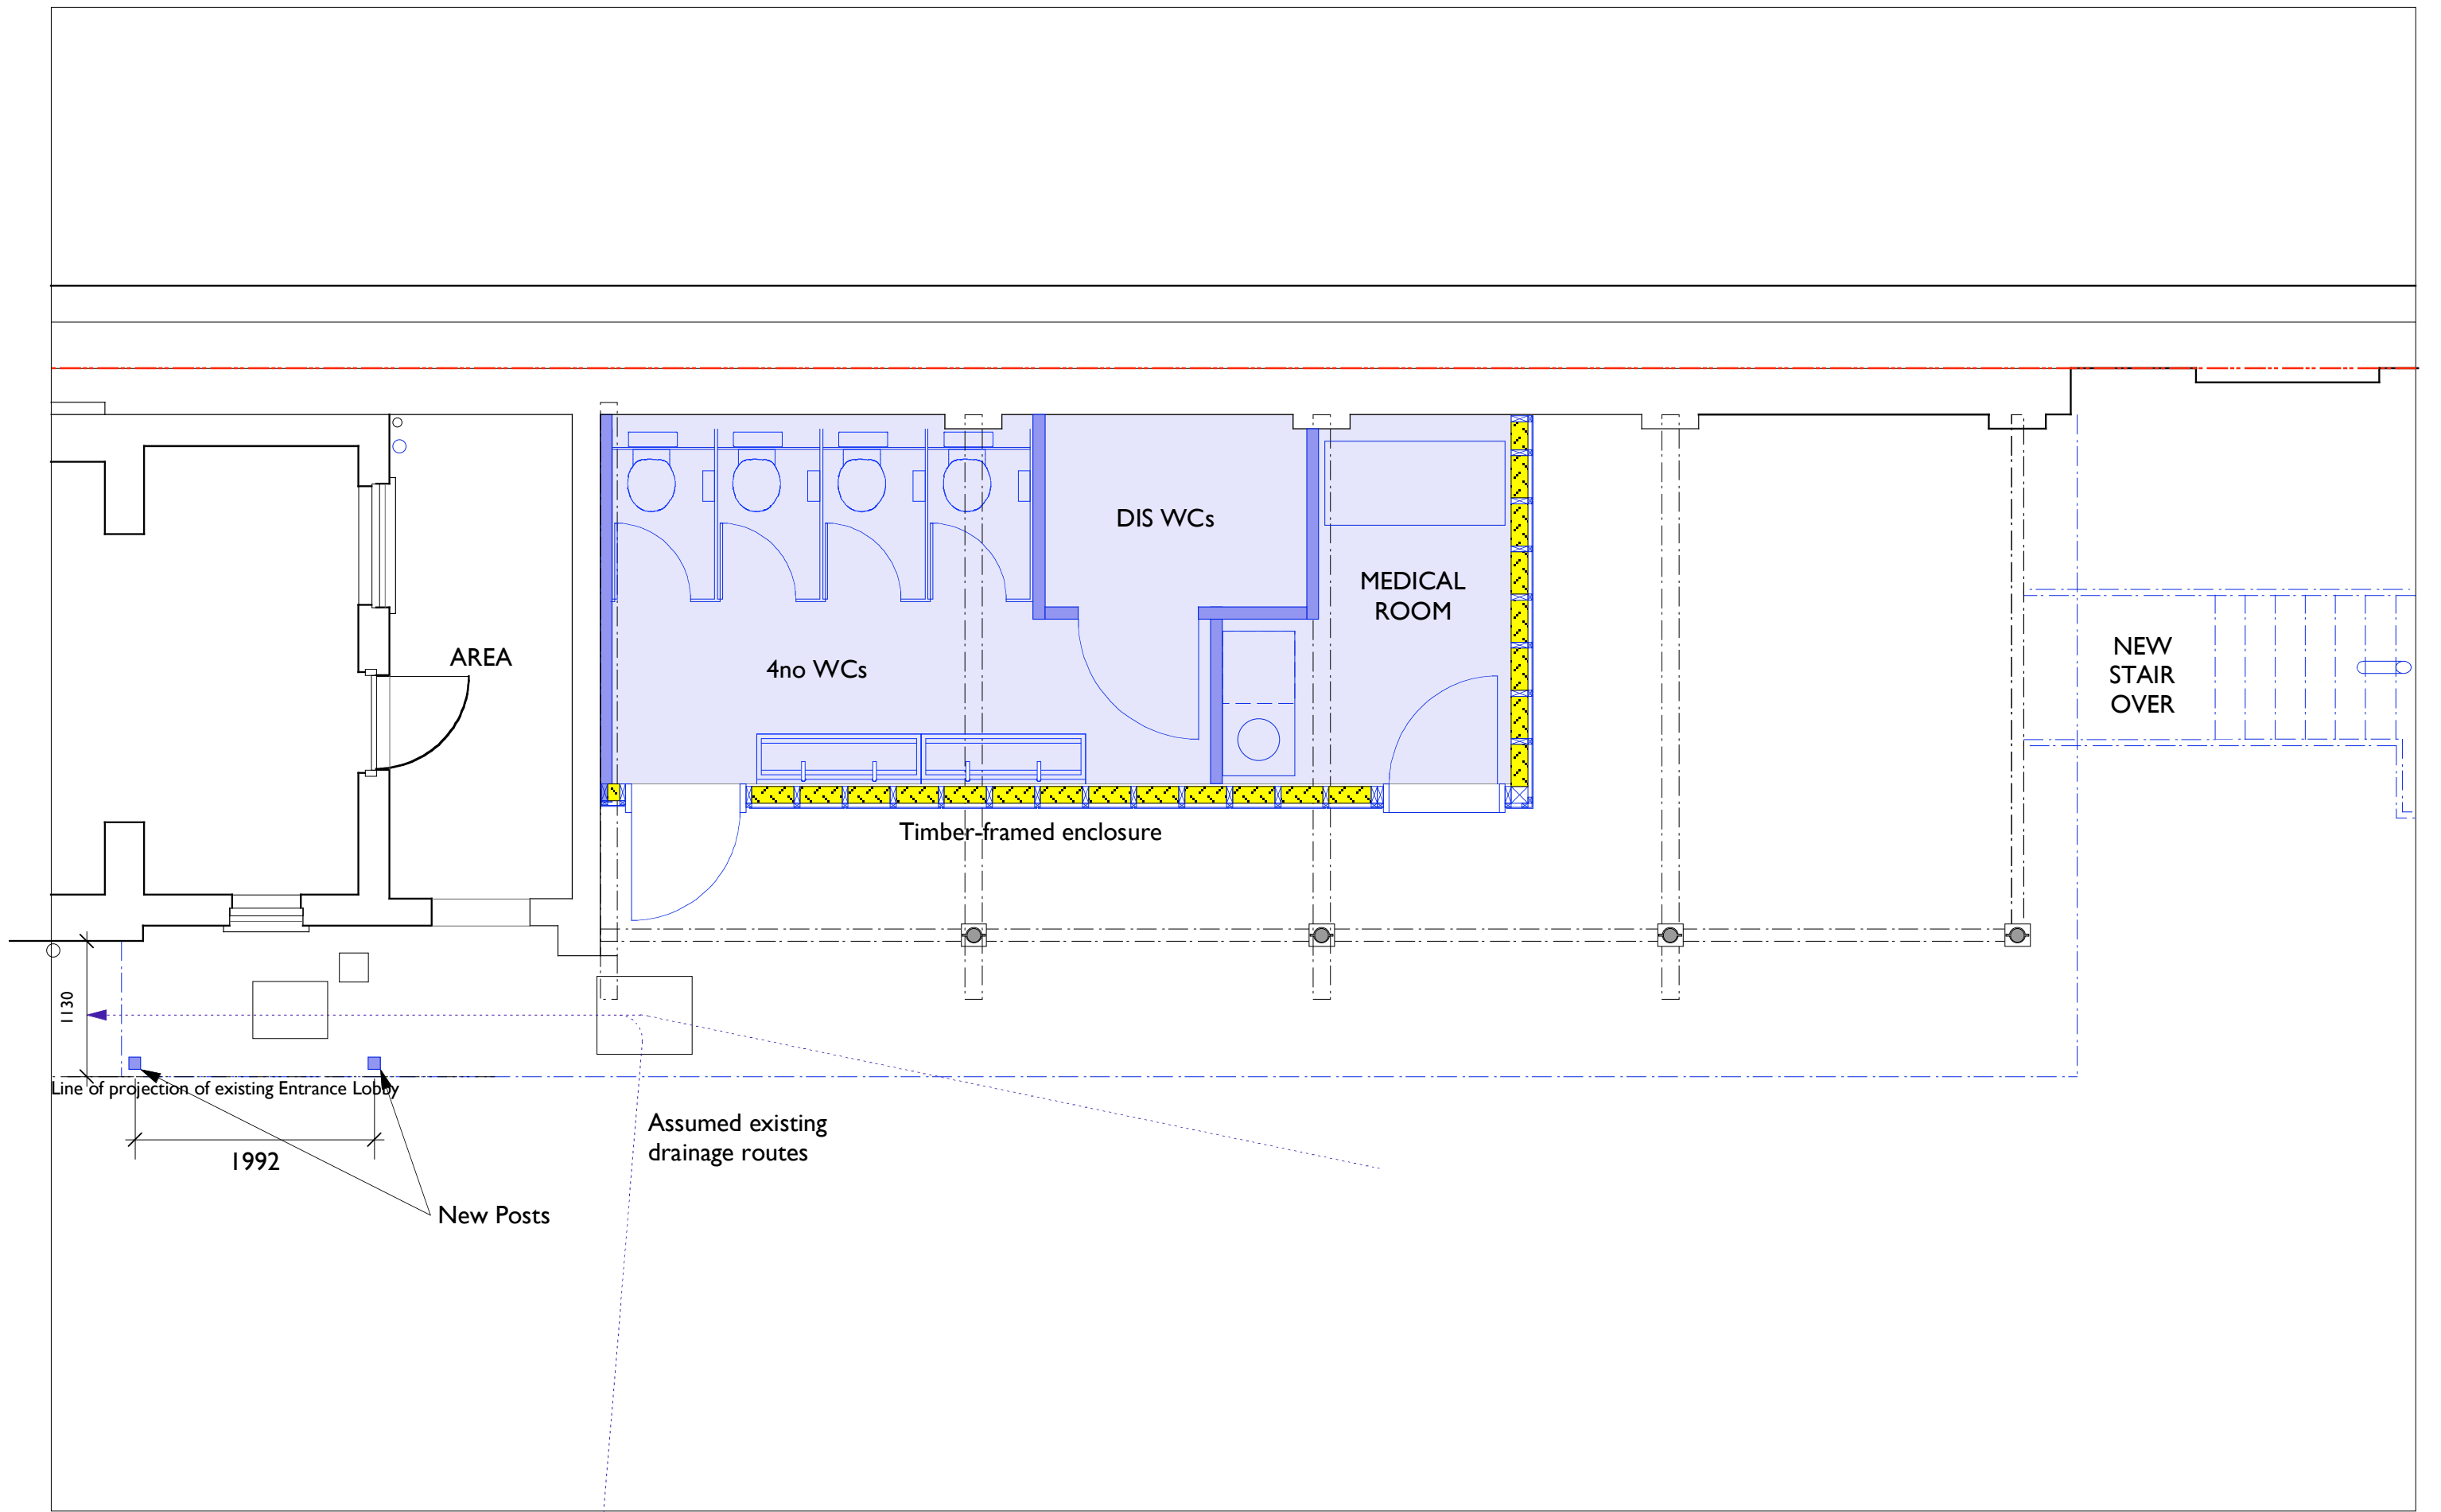 DIS WCs
MEDICAL
ROOM
AREA
4no WCs
NEW
STAIR
OVER
Timber-framed enclosure
1130
Line of projection of existing Entrance Lobby
Assumed existing
drainage routes
1992
New Posts